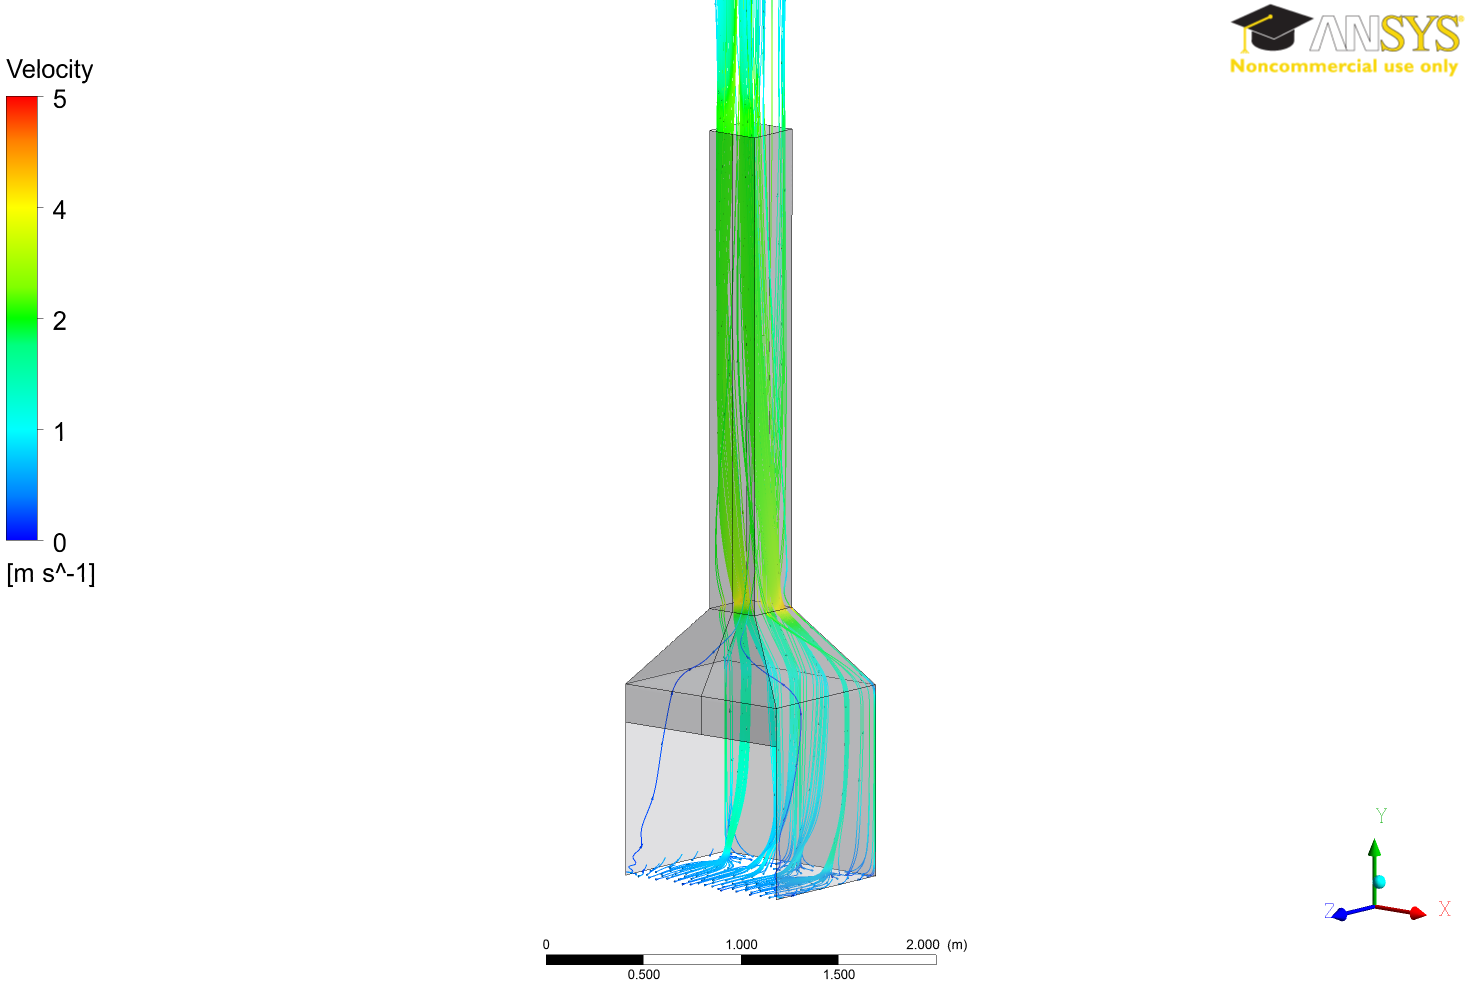 ANSYS
Noncommercial use only
Velocity
5
4
2
1
0
[m s^-1]
Y
Z
X
0 1.000 2.000 (m)
0.500 1.500